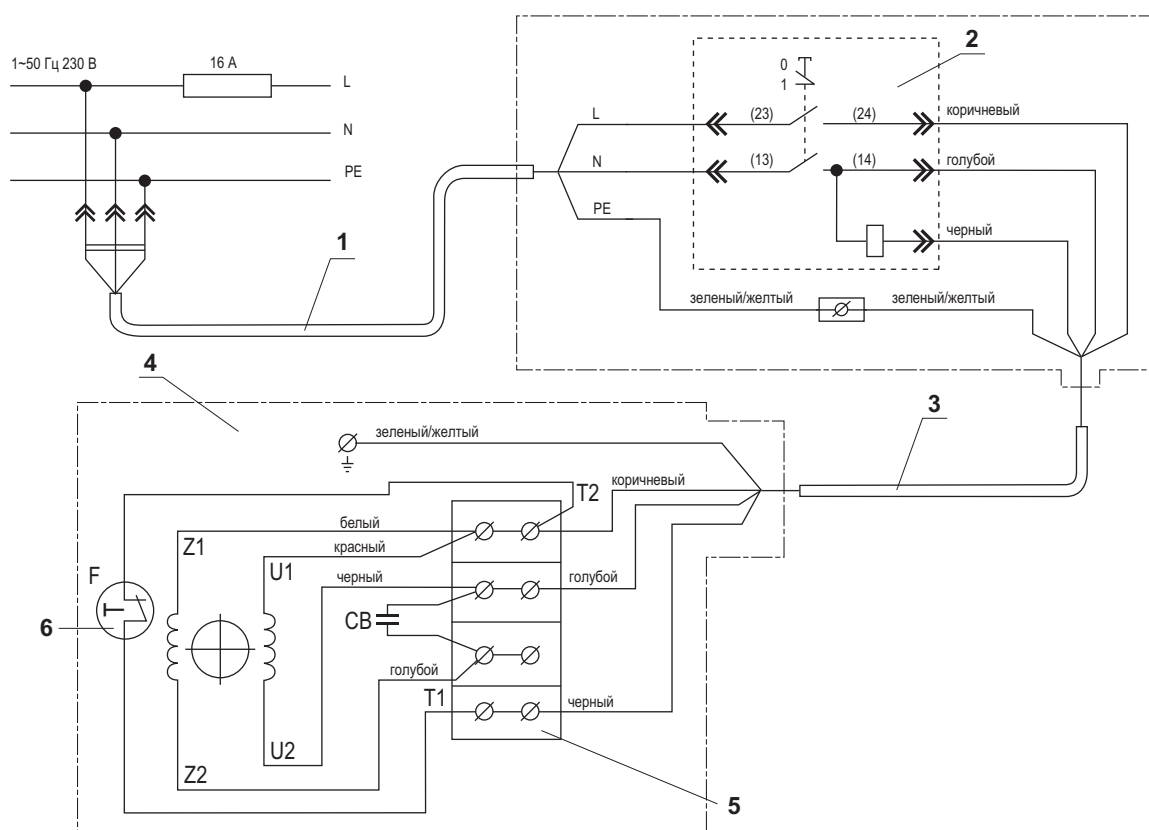 1~50 Гц 230 В
16 А
L
N
PE
1
2
0
1
L
(23)
(24)
коричневый
N
(13)
(14)
голубой
PE
черный
зеленый/желтый
зеленый/желтый
4
3
зеленый/желтый
коричневый
T2
белый
Z1
красный
U1
F
черный
голубой
CB
6
голубой
T1
черный
U2
Z2
5